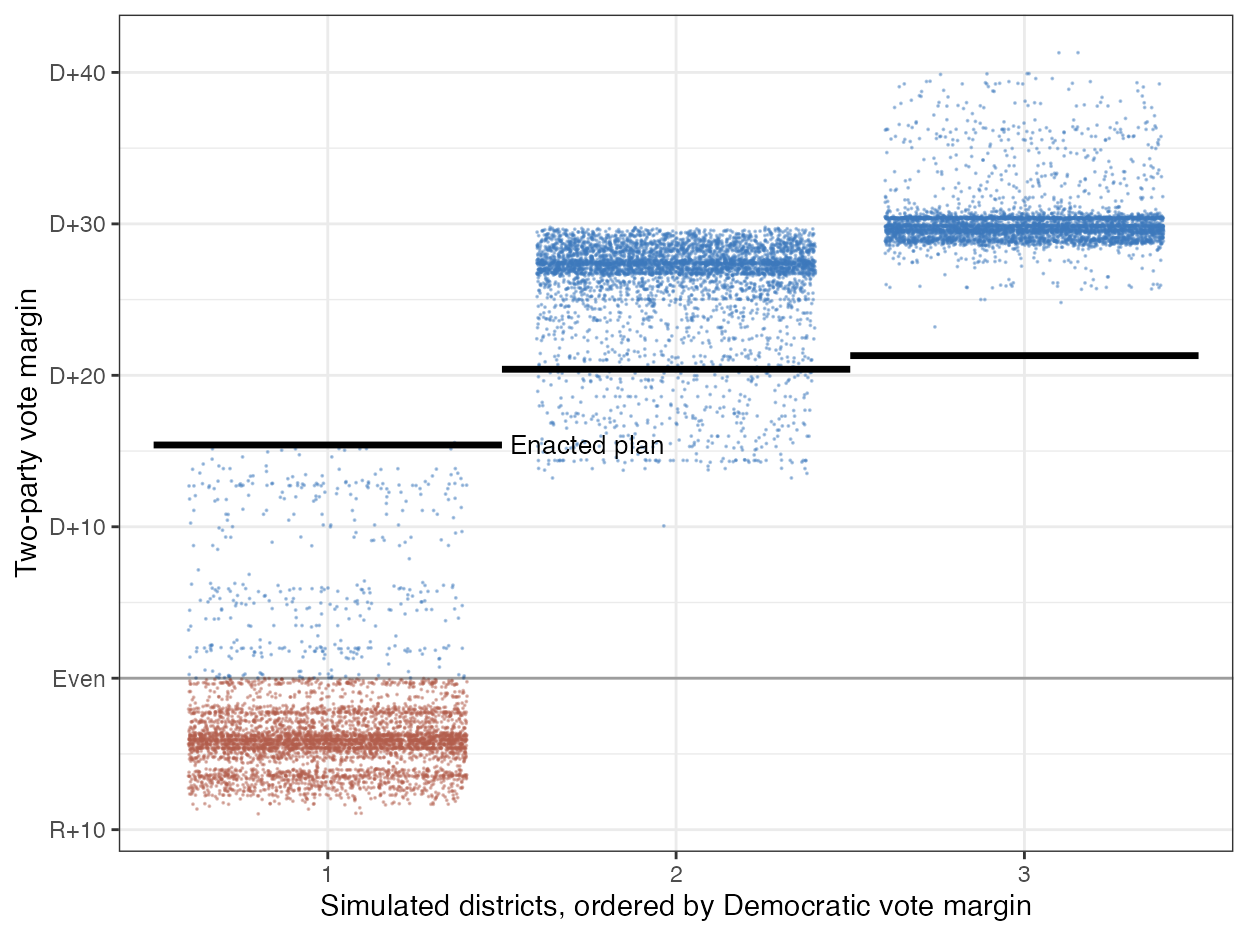 Two-party vote margin
D+40
D+30
D+20
D+10
Even
R+10
Enacted plan
1
2
3
Simulated districts, ordered by Democratic vote margin